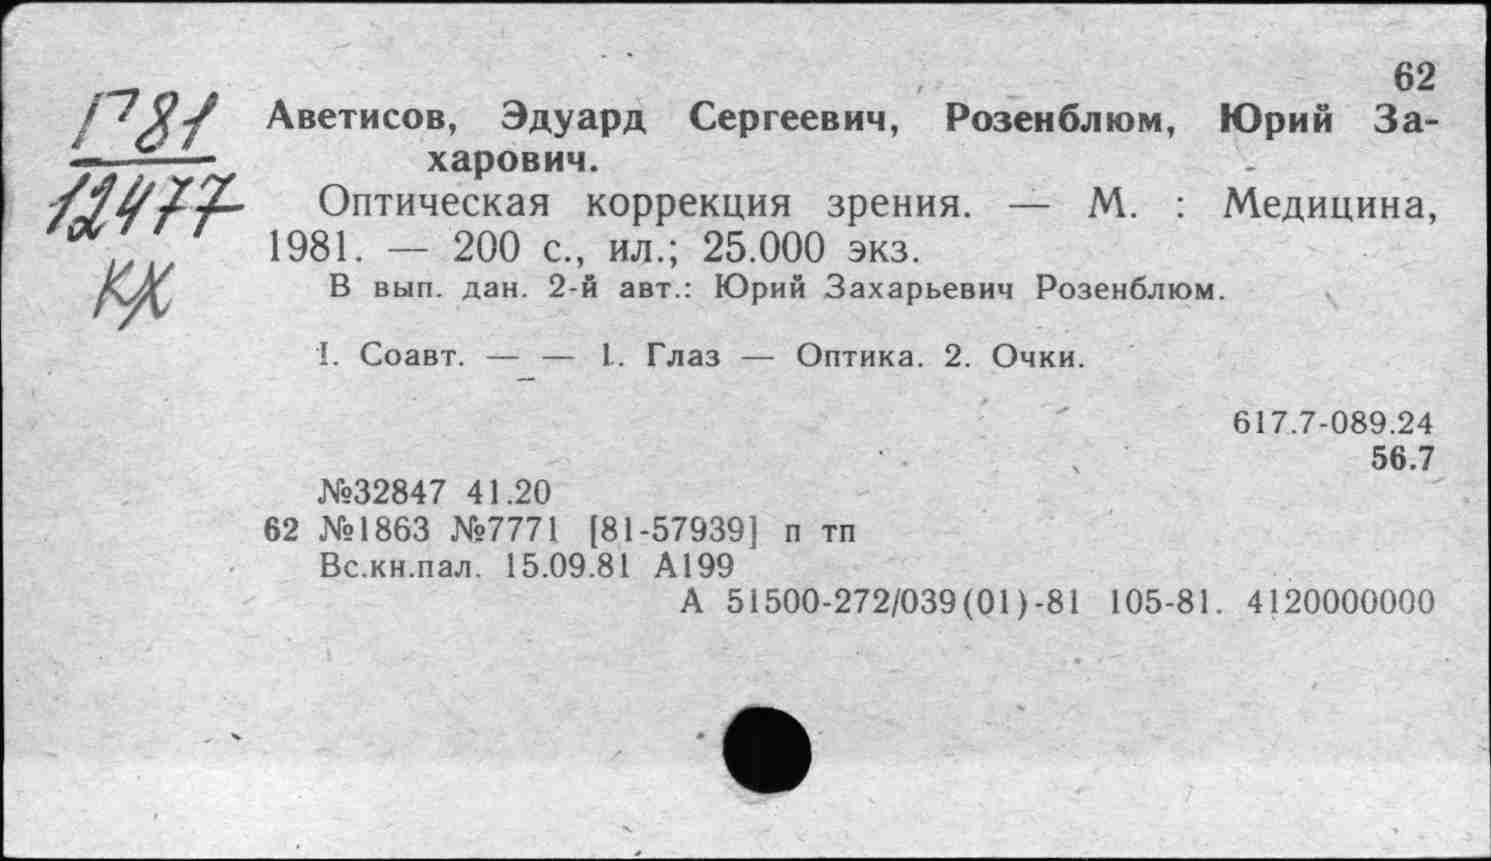 62
Г81
12477
КХ
Аветисов, Эдуард Сергеевич, Розенблюм, Юрий За-
харович.
Оптическая коррекция зрения. — М. : Медицина,
1981. — 200 с., ил.; 25.000 экз.
В вып. дан. 2-й авт.: Юрий Захарьевич Розенблюм.
I. Соавт. — — 1. Глаз — Оптика. 2. Очки.
617.7-089.24
56.7
№32847 41.20
62 №1863 №7771 [81-57939] п тп
Вс.кн.пал. 15.09.81 А199
А 51500-272/039(01)-81 105-81. 4120000000